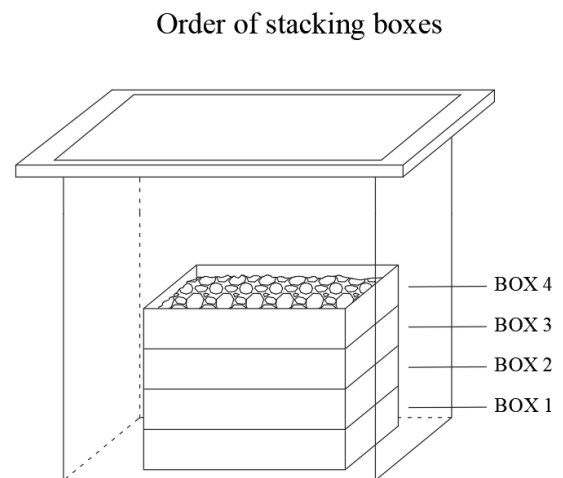 Order of stacking boxes
BOX 4
BOX 3
BOX 2
BOX 1